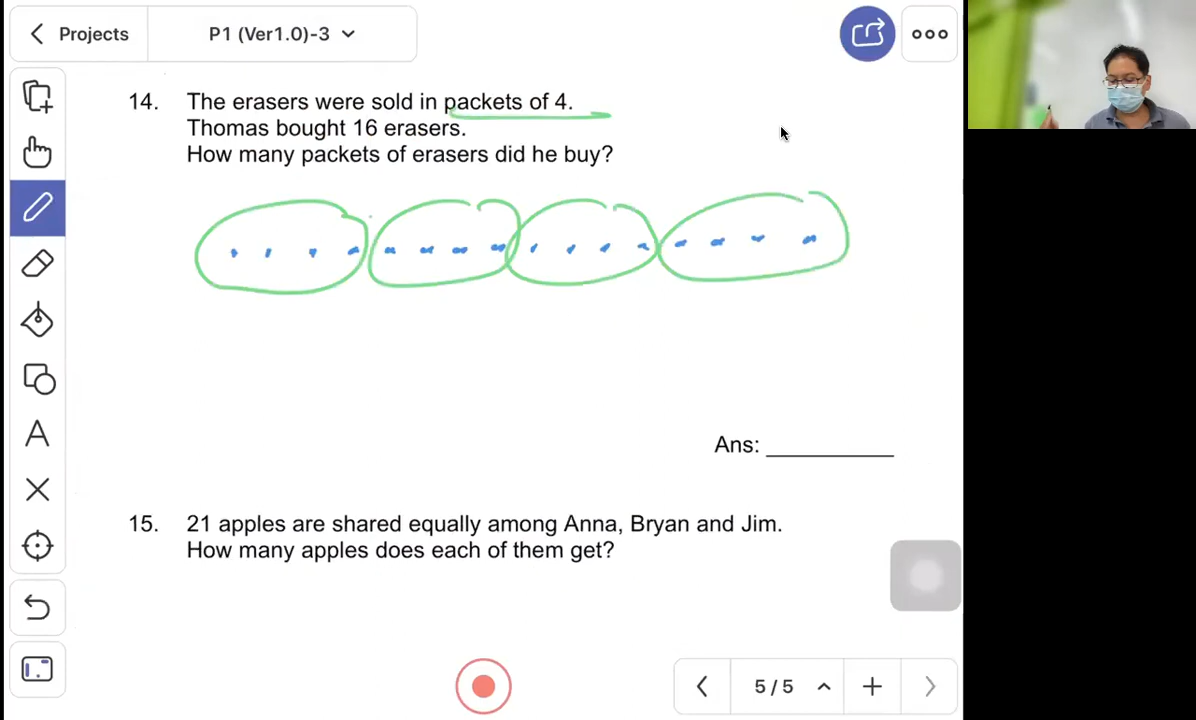 Projects
P1 (Ver1.0)-3
14. The erasers were sold in packets of 4.
Thomas bought 16 erasers.
How many packets of erasers did he buy?
Ans: __________
15. 21 apples are shared equally among Anna, Bryan and Jim.
How many apples does each of them get?
5 / 5